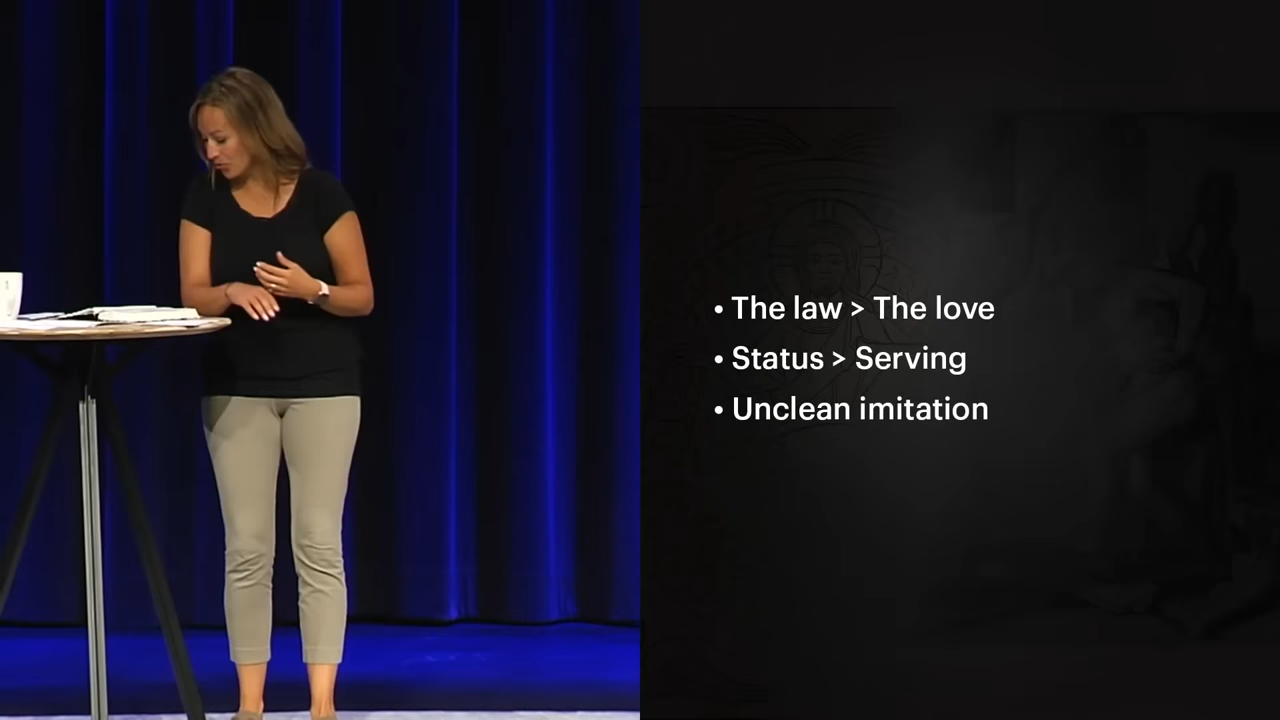 • The law > The love
• Status > Serving
• Unclean imitation